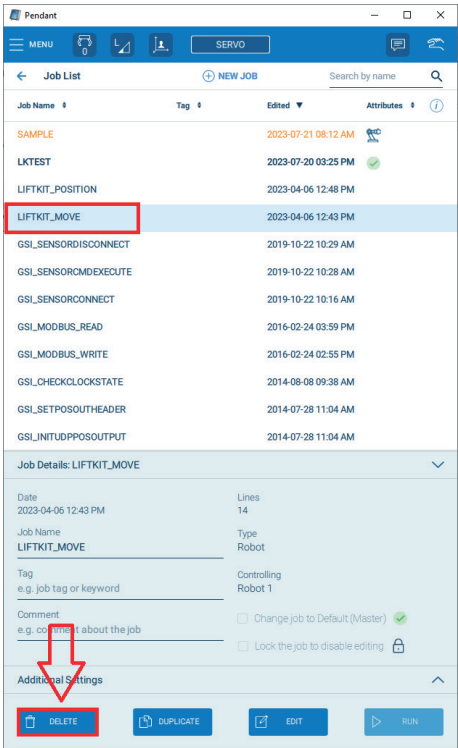 Pendant
MENU 0 L SERVO
Job List NEW JOB Search by name
Job Name Tag Edited Attributes i
SAMPLE 2023-07-21 08:12 AM
LKTEST 2023-07-20 03:25 PM
LIFTKIT_POSITION 2023-04-06 12:48 PM
LIFTKIT_MOVE 2023-04-06 12:43 PM
GSI_SENSORDISCONNECT 2019-10-22 10:29 AM
GSI_SENSORCMDEXECUTE 2019-10-22 10:28 AM
GSI_SENSORCONNECT 2019-10-22 10:16 AM
GSI_MODBUS_READ 2016-02-24 03:59 PM
GSI_MODBUS_WRITE 2016-02-24 02:55 PM
GSI_CHECKCLOCKSTATE 2014-08-08 09:38 AM
GSI_SETPOSOUTHEADER 2014-07-28 11:04 AM
GSI_INITUDPPOSOUTPUT 2014-07-28 11:04 AM
Job Details: LIFTKIT_MOVE
Date Lines
2023-04-06 12:43 PM 14
Job Name Type
LIFTKIT_MOVE Robot
Tag Controlling
e.g. job tag or keyword Robot 1
Comment
e.g. comment about the job
Change job to Default (Master)
Lock the job to disable editing
Additional Settings
DELETE DUPLICATE EDIT RUN